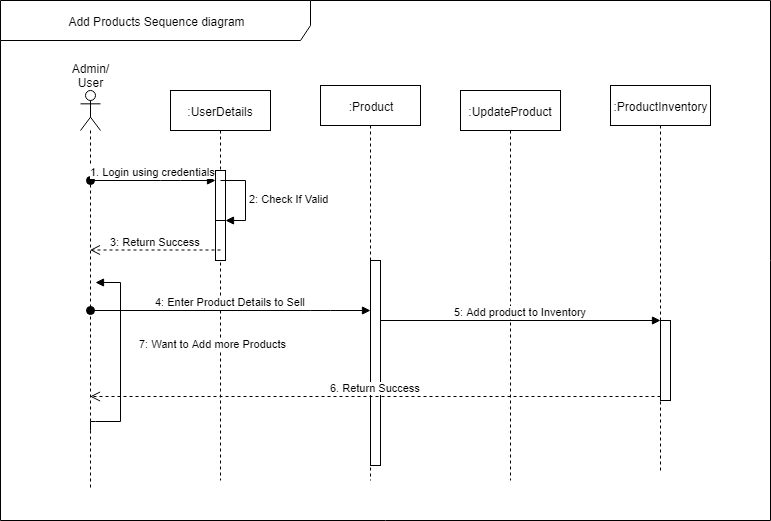 Add Products Sequence diagram
Admin/
User
:UserDetails
:Product
:UpdateProduct
:ProductInventory
1. Login using credentials
2: Check If Valid
3: Return Success
4: Enter Product Details to Sell
5: Add product to Inventory
7: Want to Add more Products
6. Return Success